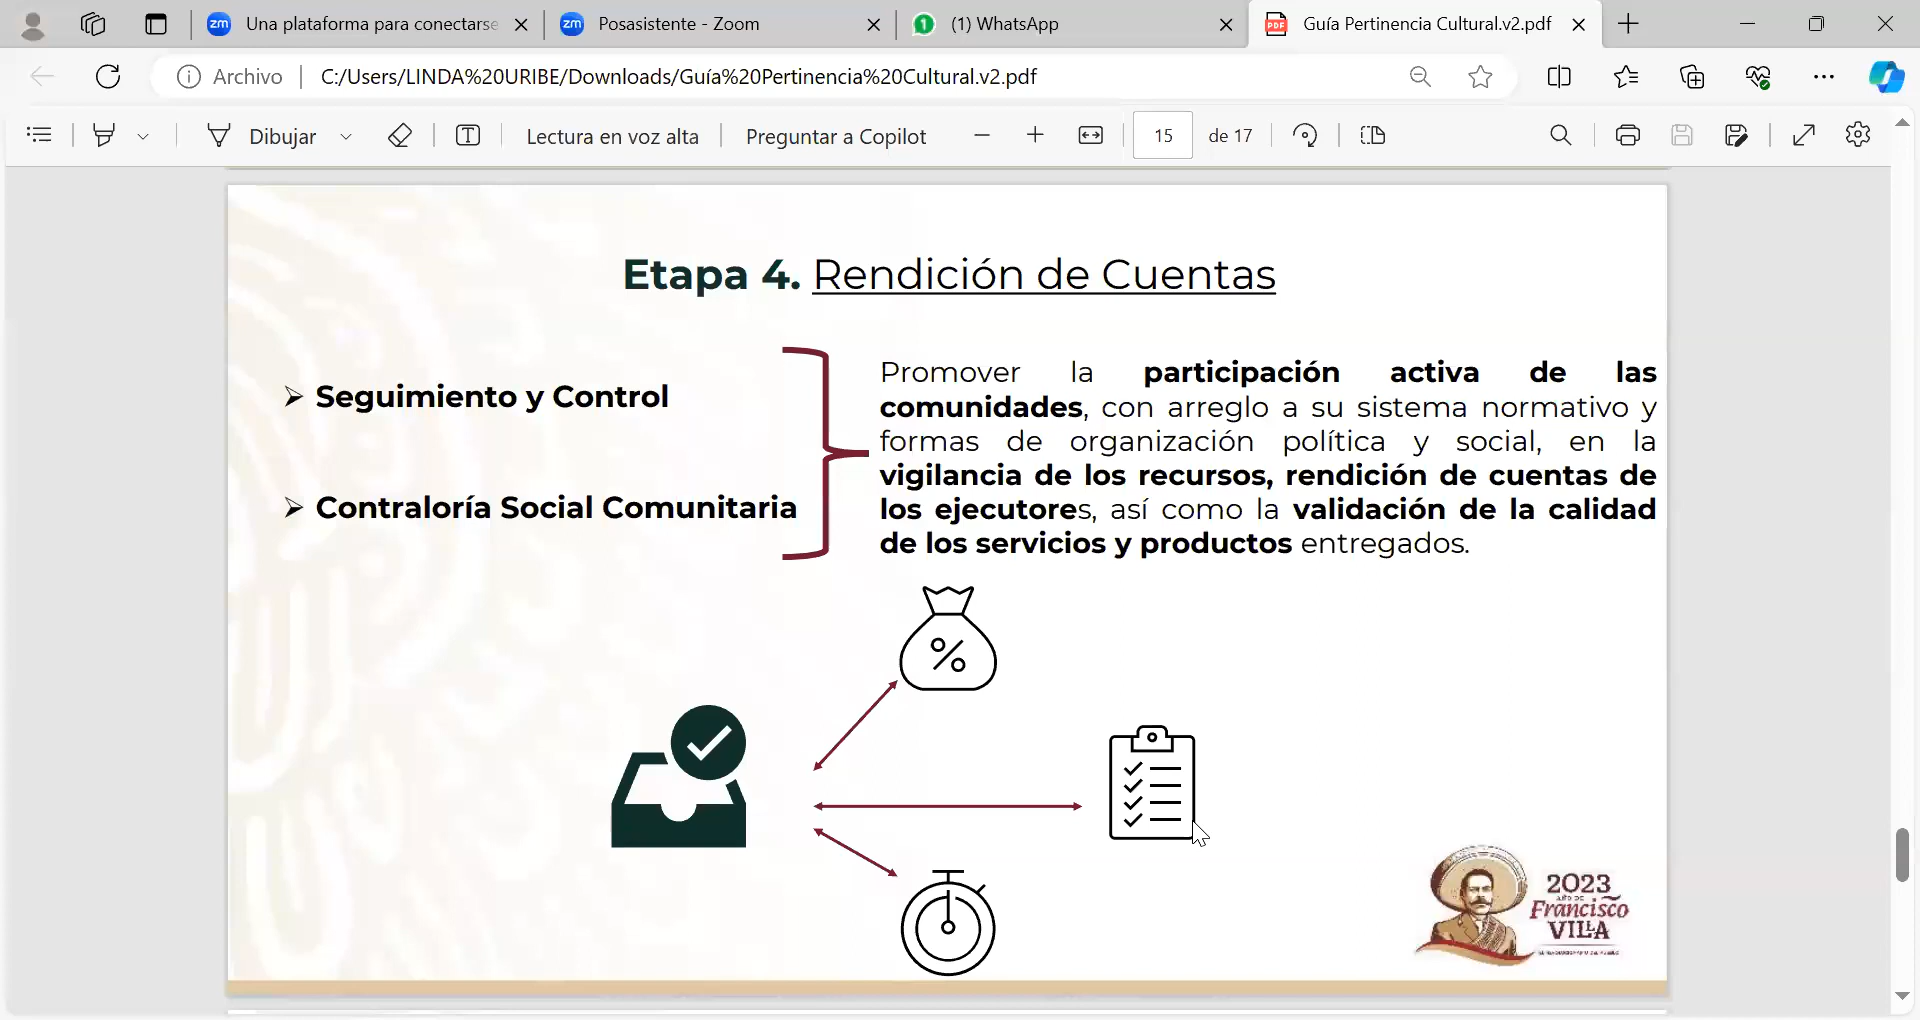 Una plataforma para conectarse
Posasistente - Zoom
(1) WhatsApp
Guía Pertinencia Cultural.v2.pdf
Archivo
C:/Users/LINDA%20URIBE/Downloads/Guía%20Pertinencia%20Cultural.v2.pdf
Dibujar
Lectura en voz alta
Preguntar a Copilot
15
de 17
Etapa 4. Rendición de Cuentas
➢ Seguimiento y Control
➢ Contraloría Social Comunitaria
Promover la participación activa de las
comunidades, con arreglo a su sistema normativo y
formas de organización política y social, en la
vigilancia de los recursos, rendición de cuentas de
los ejecutores, así como la validación de la calidad
de los servicios y productos entregados.
%
2023
AÑO DE
Francisco
VILLA